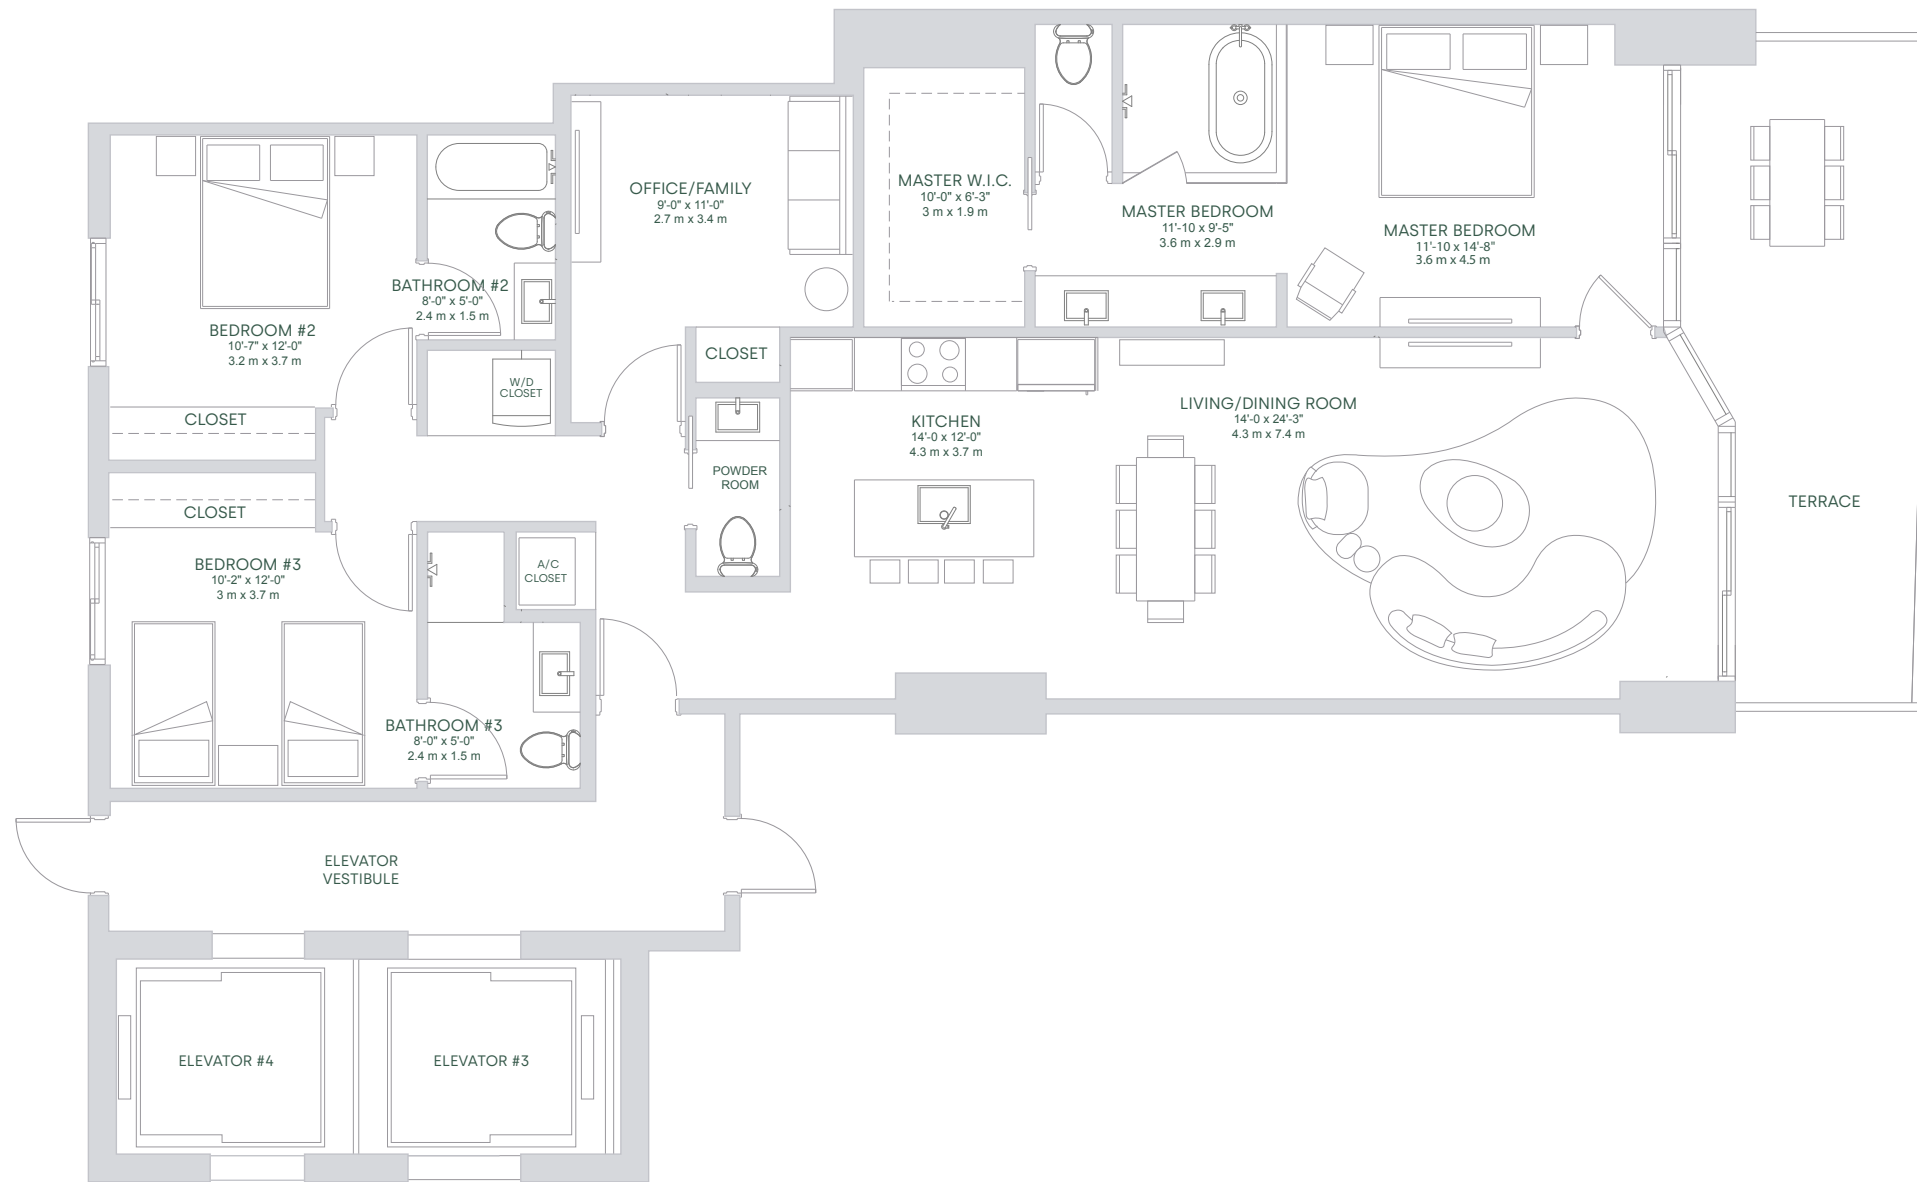 OFFICE/FAMILY
9'-0" x 11'-0"
2.7 m x 3.4 m
MASTER W.I.C.
10'-0" x 6'-3"
3 m x 1.9 m
MASTER BEDROOM
11'-10 x 9'-5"
3.6 m x 2.9 m
MASTER BEDROOM
11'-10 x 14'-8"
3.6 m x 4.5 m
BATHROOM #2
8'-0" x 5'-0"
2.4 m x 1.5 m
BEDROOM #2
10'-7" x 12'-0"
3.2 m x 3.7 m
CLOSET
W/D
CLOSET
CLOSET
KITCHEN
14'-0 x 12'-0"
4.3 m x 3.7 m
LIVING/DINING ROOM
14'-0 x 24'-3"
4.3 m x 7.4 m
POWDER
ROOM
TERRACE
CLOSET
BEDROOM #3
10'-2" x 12'-0"
3 m x 3.7 m
A/C
CLOSET
BATHROOM #3
8'-0" x 5'-0"
2.4 m x 1.5 m
ELEVATOR
VESTIBULE
ELEVATOR #4
ELEVATOR #3